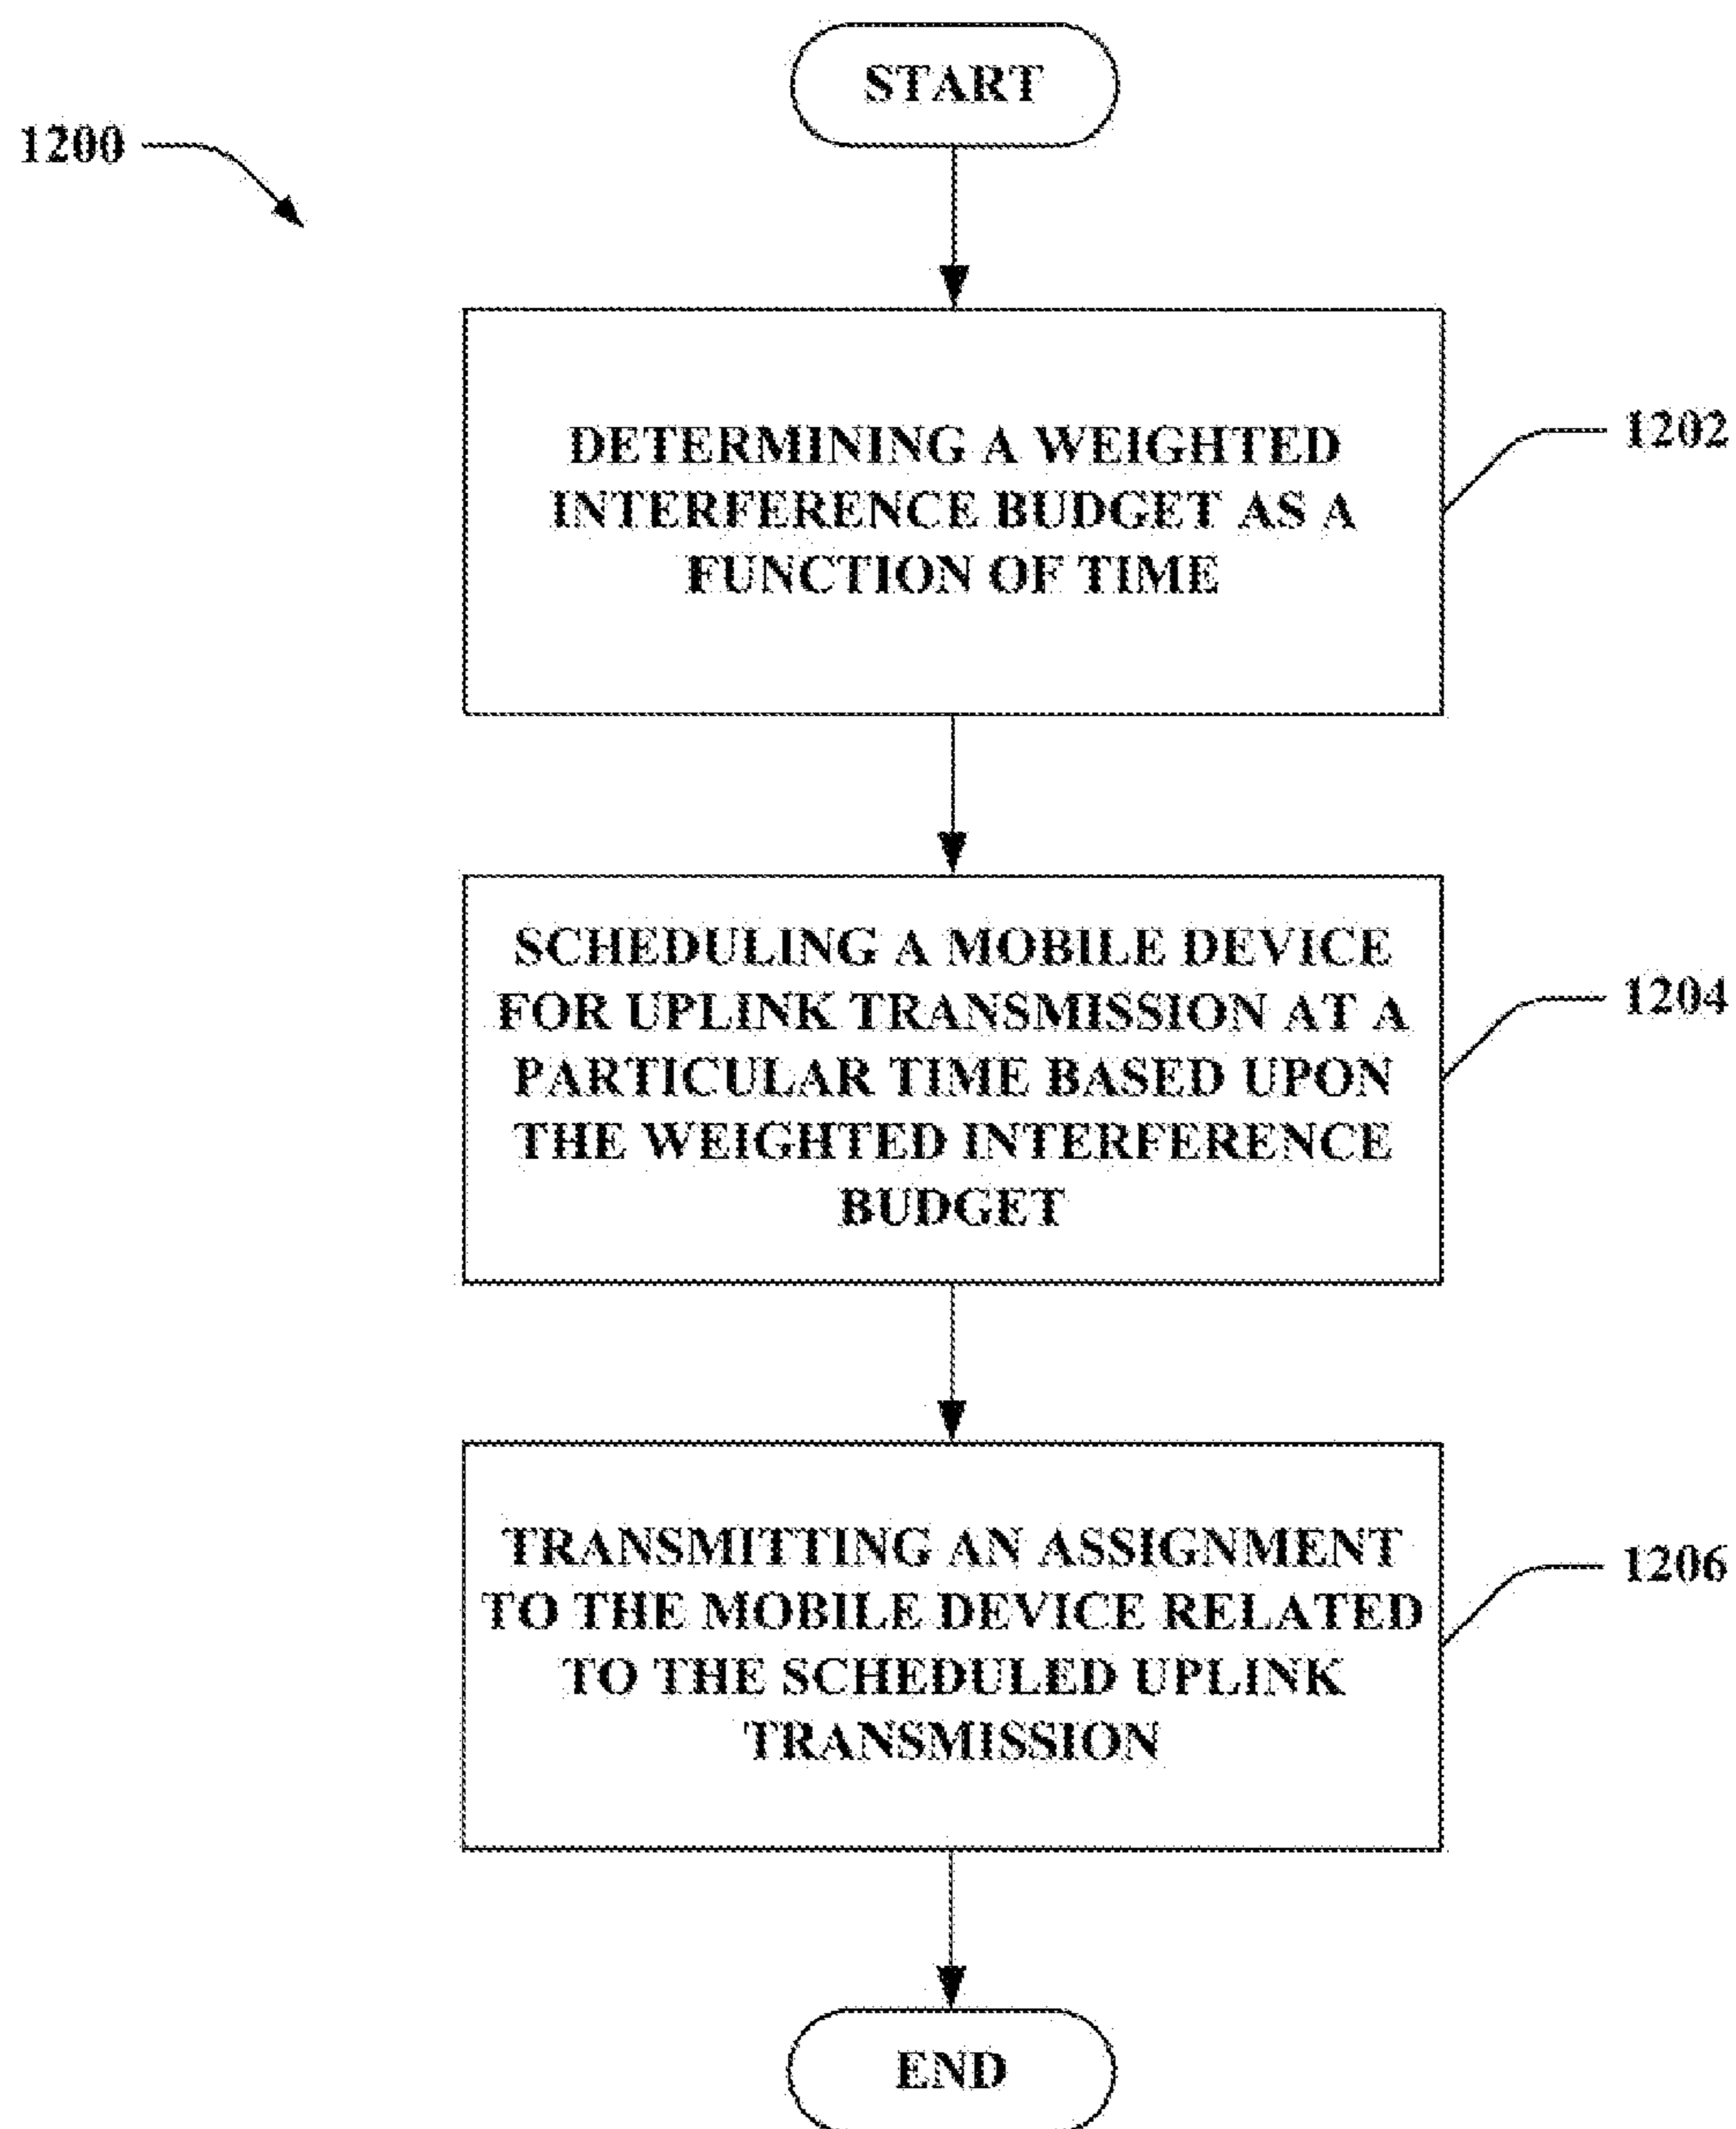 START
1200
DETERMINING A WEIGHTED
INTERFERENCE BUDGET AS A
FUNCTION OF TIME
1202
SCHEDULING A MOBILE DEVICE
FOR UPLINK TRANSMISSION AT A
PARTICULAR TIME BASED UPON
THE WEIGHTED INTERFERENCE
BUDGET
1204
TRANSMITTING AN ASSIGNMENT
TO THE MOBILE DEVICE RELATED
TO THE SCHEDULED UPLINK
TRANSMISSION
1206
END